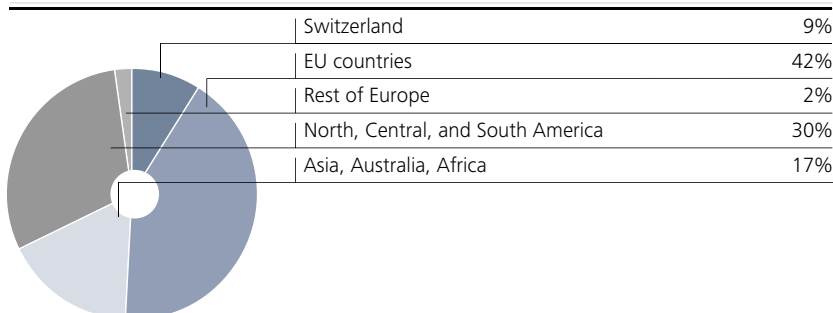 Switzerland 9%
EU countries 42%
Rest of Europe 2%
North, Central, and South America 30%
Asia, Australia, Africa 17%